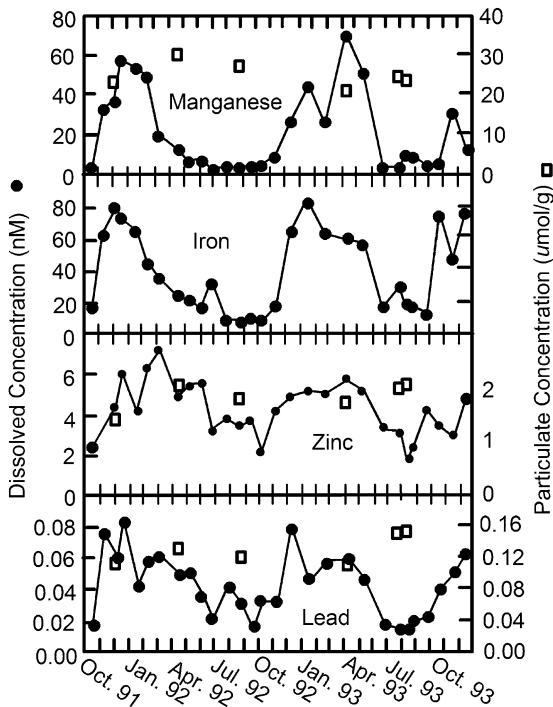 80
60
40
20
0
Manganese
40
30
20
10
0
80
60
40
20
0
Iron
6
4
2
0
Zinc
2
1
0
0.08
0.06
0.04
0.02
0.00
Lead
0.16
0.12
0.08
0.04
0.00
Dissolved Concentration (nM)
Particulate Concentration (umol/g)
Oct. 91
Jan. 92
Apr. 92
Jul. 92
Oct. 92
Jan. 93
Apr. 93
Jul. 93
Oct. 93